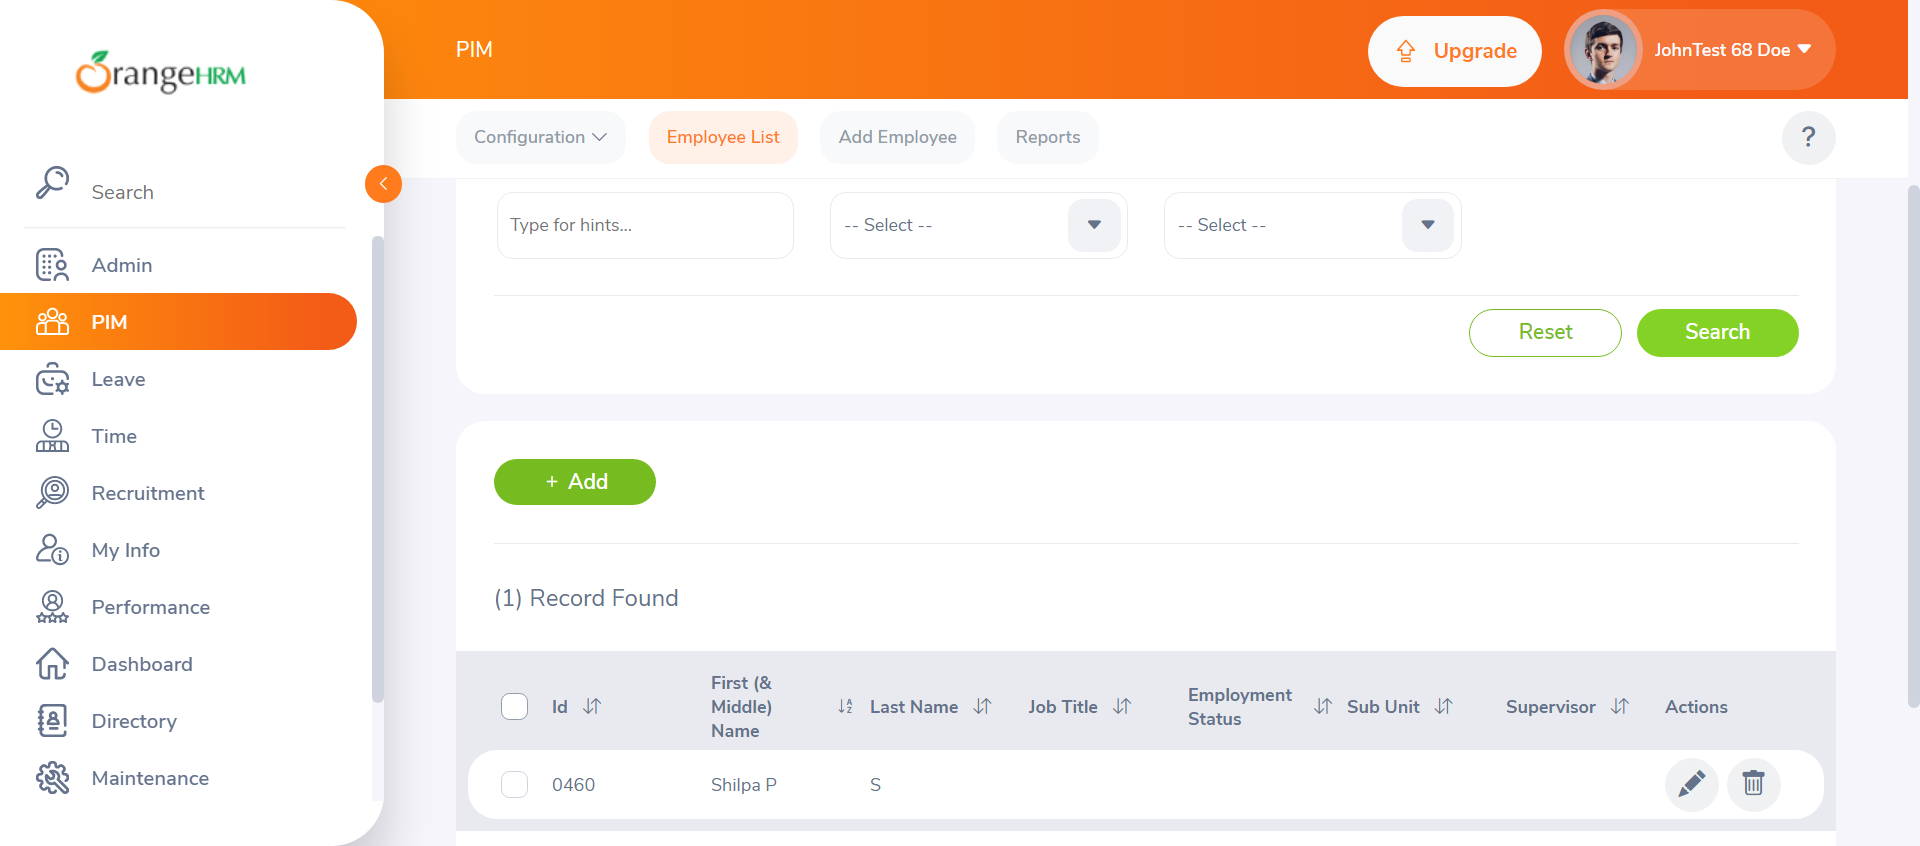 OrangeHRM
PIM
Upgrade
JohnTest 68 Doe
Configuration
Employee List
Add Employee
Reports
?
Search
Admin
PIM
Leave
Time
Recruitment
My Info
Performance
Dashboard
Directory
Maintenance
Type for hints...
-- Select --
-- Select --
Reset
Search
+ Add
(1) Record Found
Id
First (& Middle) Name
Last Name
Job Title
Employment Status
Sub Unit
Supervisor
Actions
0460
Shilpa P
S